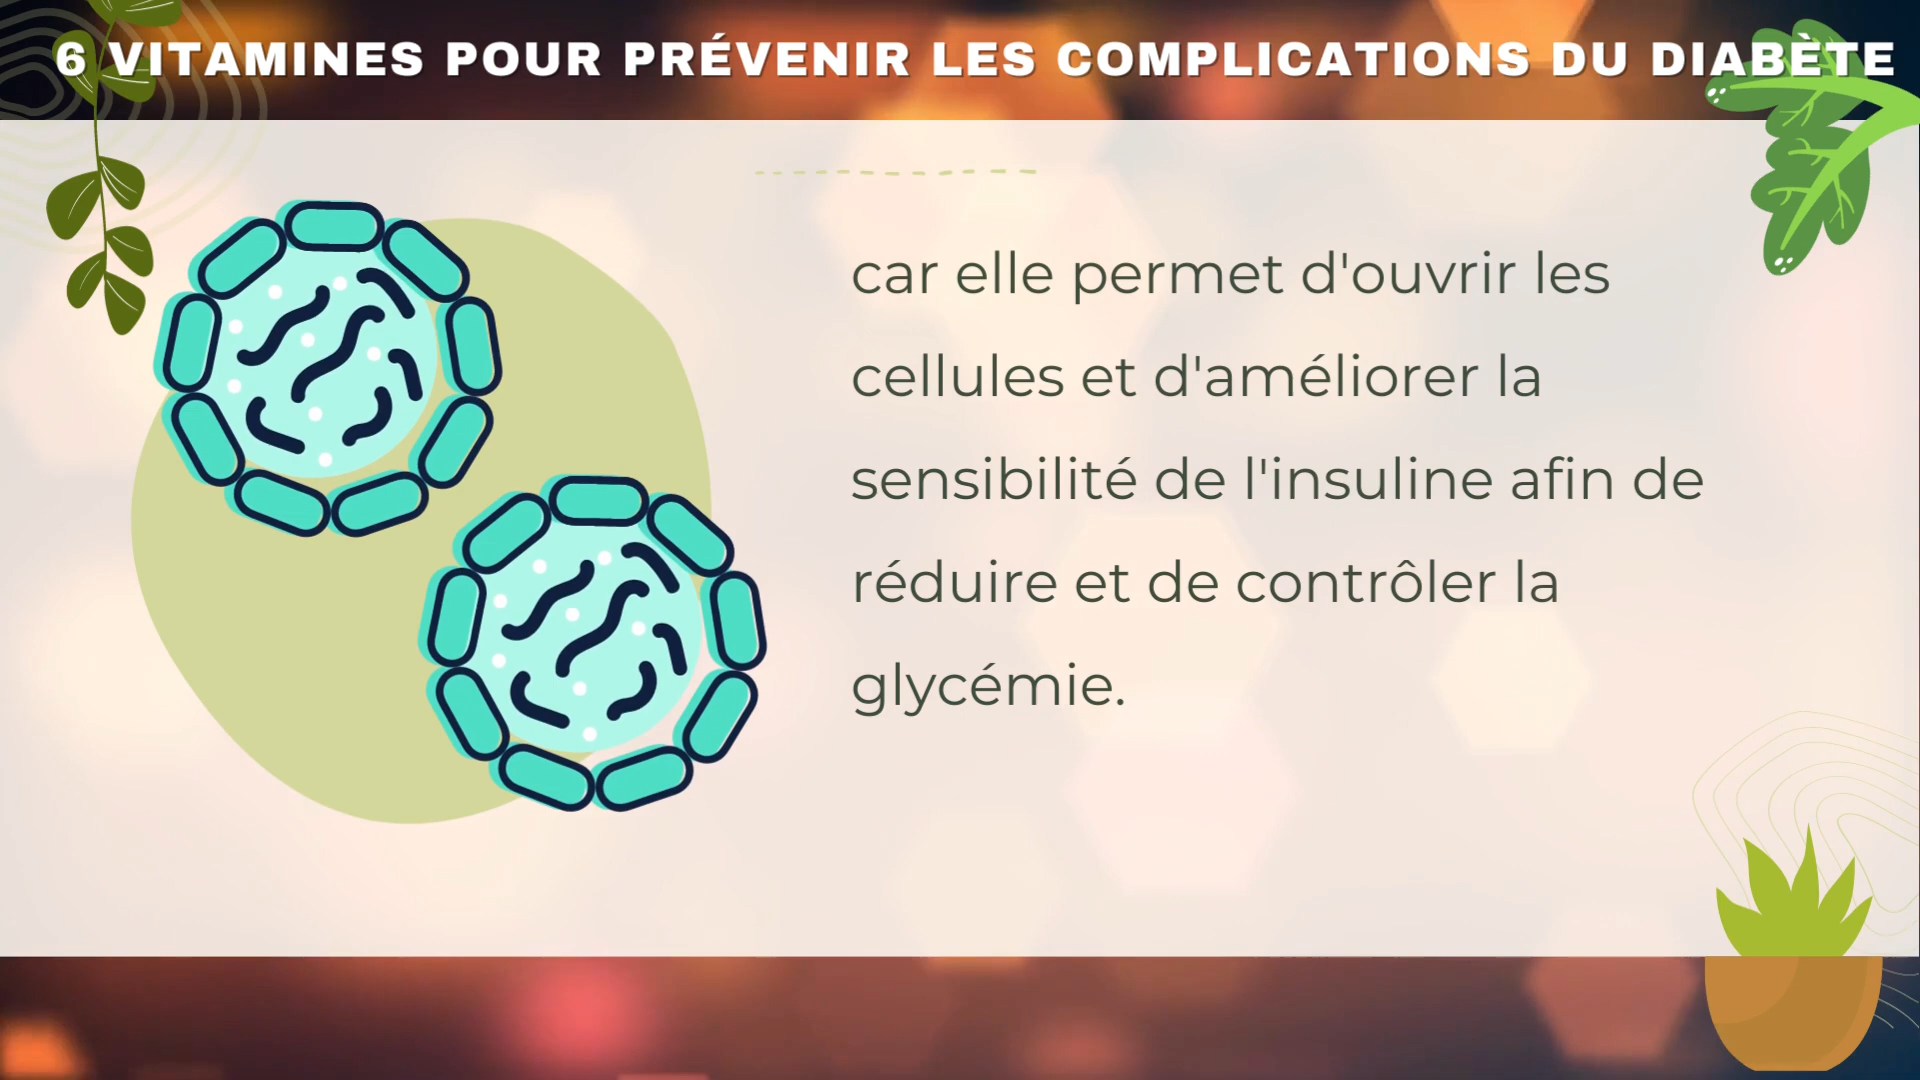 6 VITAMINES POUR PRÉVENIR LES COMPLICATIONS DU DIABÈTE
car elle permet d'ouvrir les
cellules et d'améliorer la
sensibilité de l'insuline afin de
réduire et de contrôler la
glycémie.